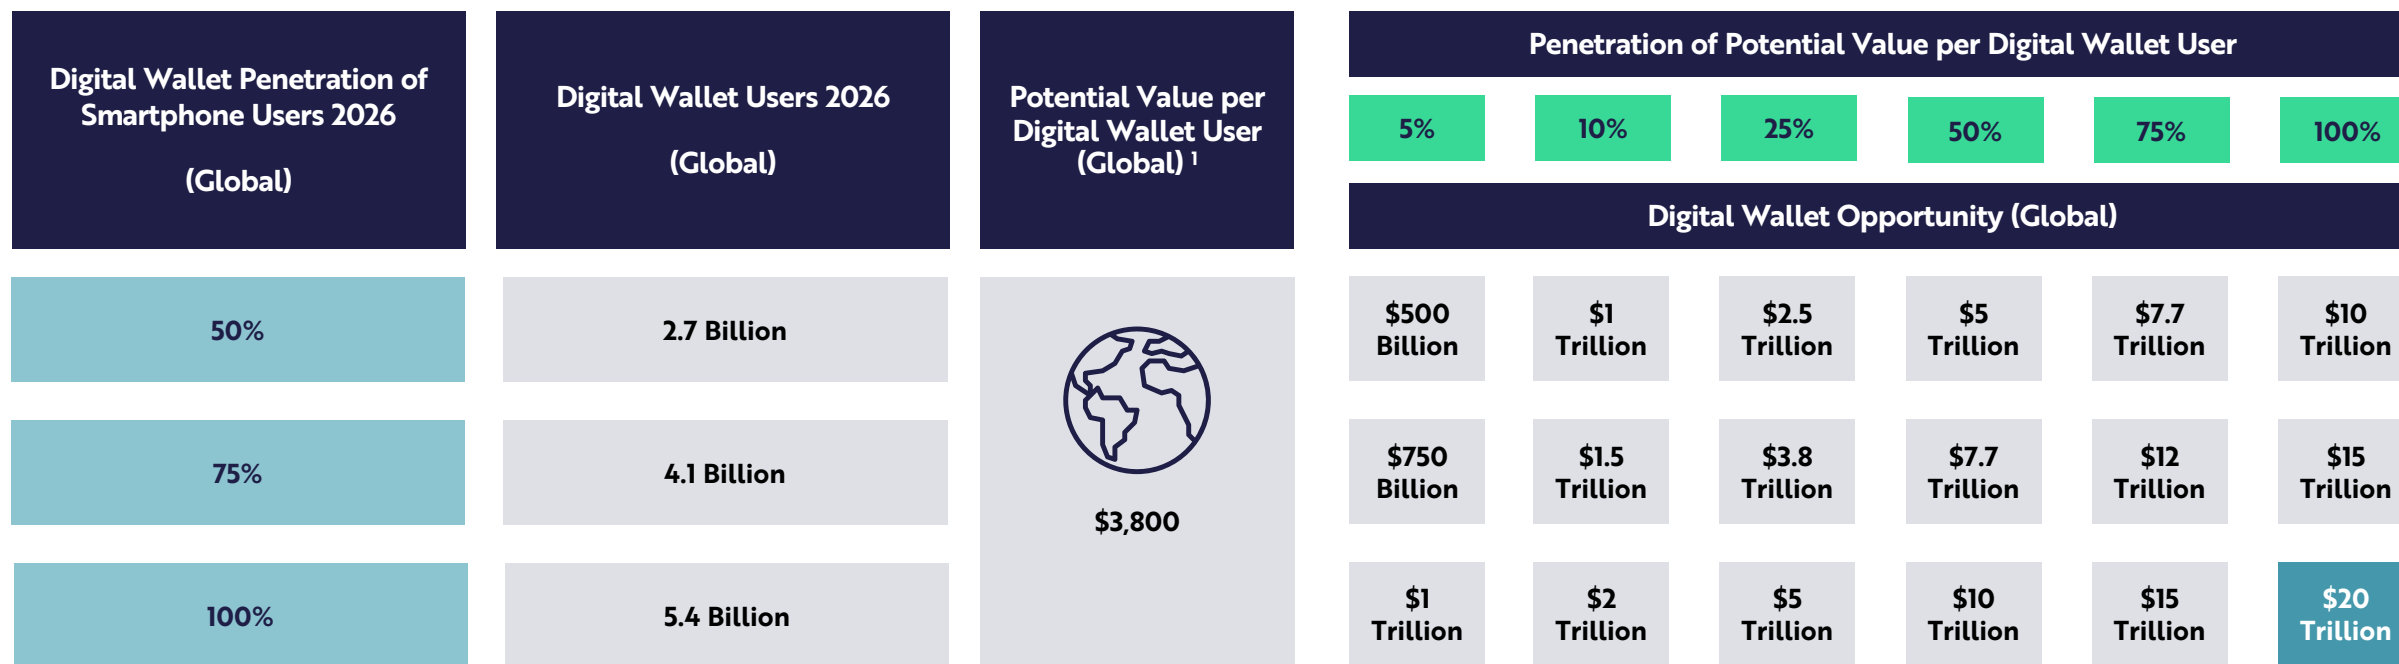 Digital Wallet Penetration of
Smartphone Users 2026
(Global)
Digital Wallet Users 2026
(Global)
Potential Value per
Digital Wallet User
(Global) 1
Penetration of Potential Value per Digital Wallet User
5%
10%
25%
50%
75%
100%
Digital Wallet Opportunity (Global)
50%
2.7 Billion
$500
Billion
$1
Trillion
$2.5
Trillion
$5
Trillion
$7.7
Trillion
$10
Trillion
75%
4.1 Billion
$3,800
$750
Billion
$1.5
Trillion
$3.8
Trillion
$7.7
Trillion
$12
Trillion
$15
Trillion
100%
5.4 Billion
$1
Trillion
$2
Trillion
$5
Trillion
$10
Trillion
$15
Trillion
$20
Trillion